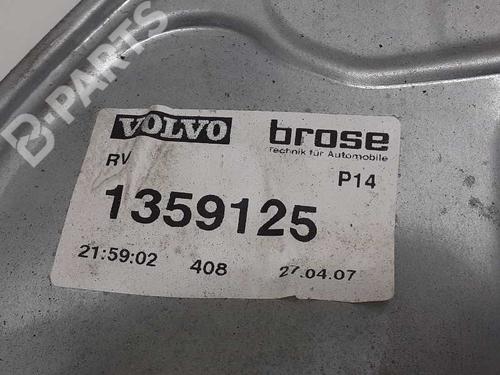 B-PARTS
VOLVO
brose
Technik für Automobile
RV
P14
1359125
21:59:02 408 27.04.07